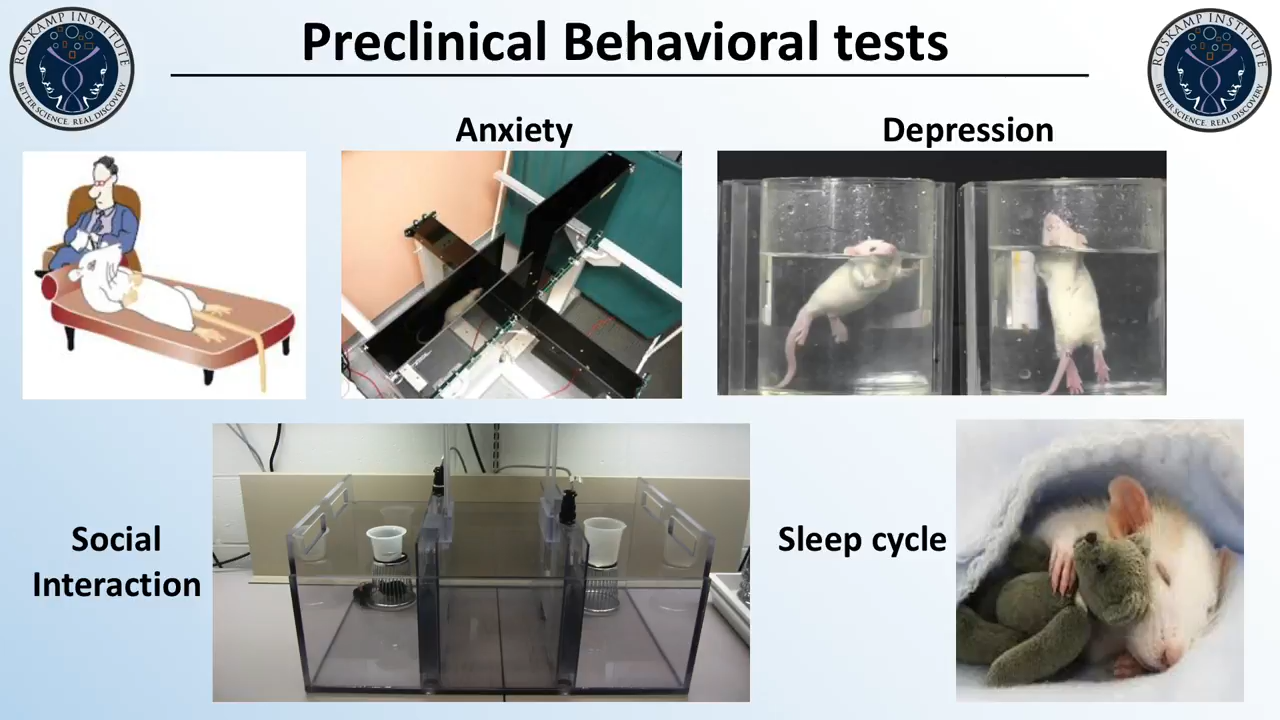 Preclinical Behavioral tests
ROSKAMP INSTITUTE
BETTER SCIENCE. REAL DISCOVERY
ROSKAMP INSTITUTE
BETTER SCIENCE. REAL DISCOVERY
Anxiety
Depression
Social
Interaction
Sleep cycle